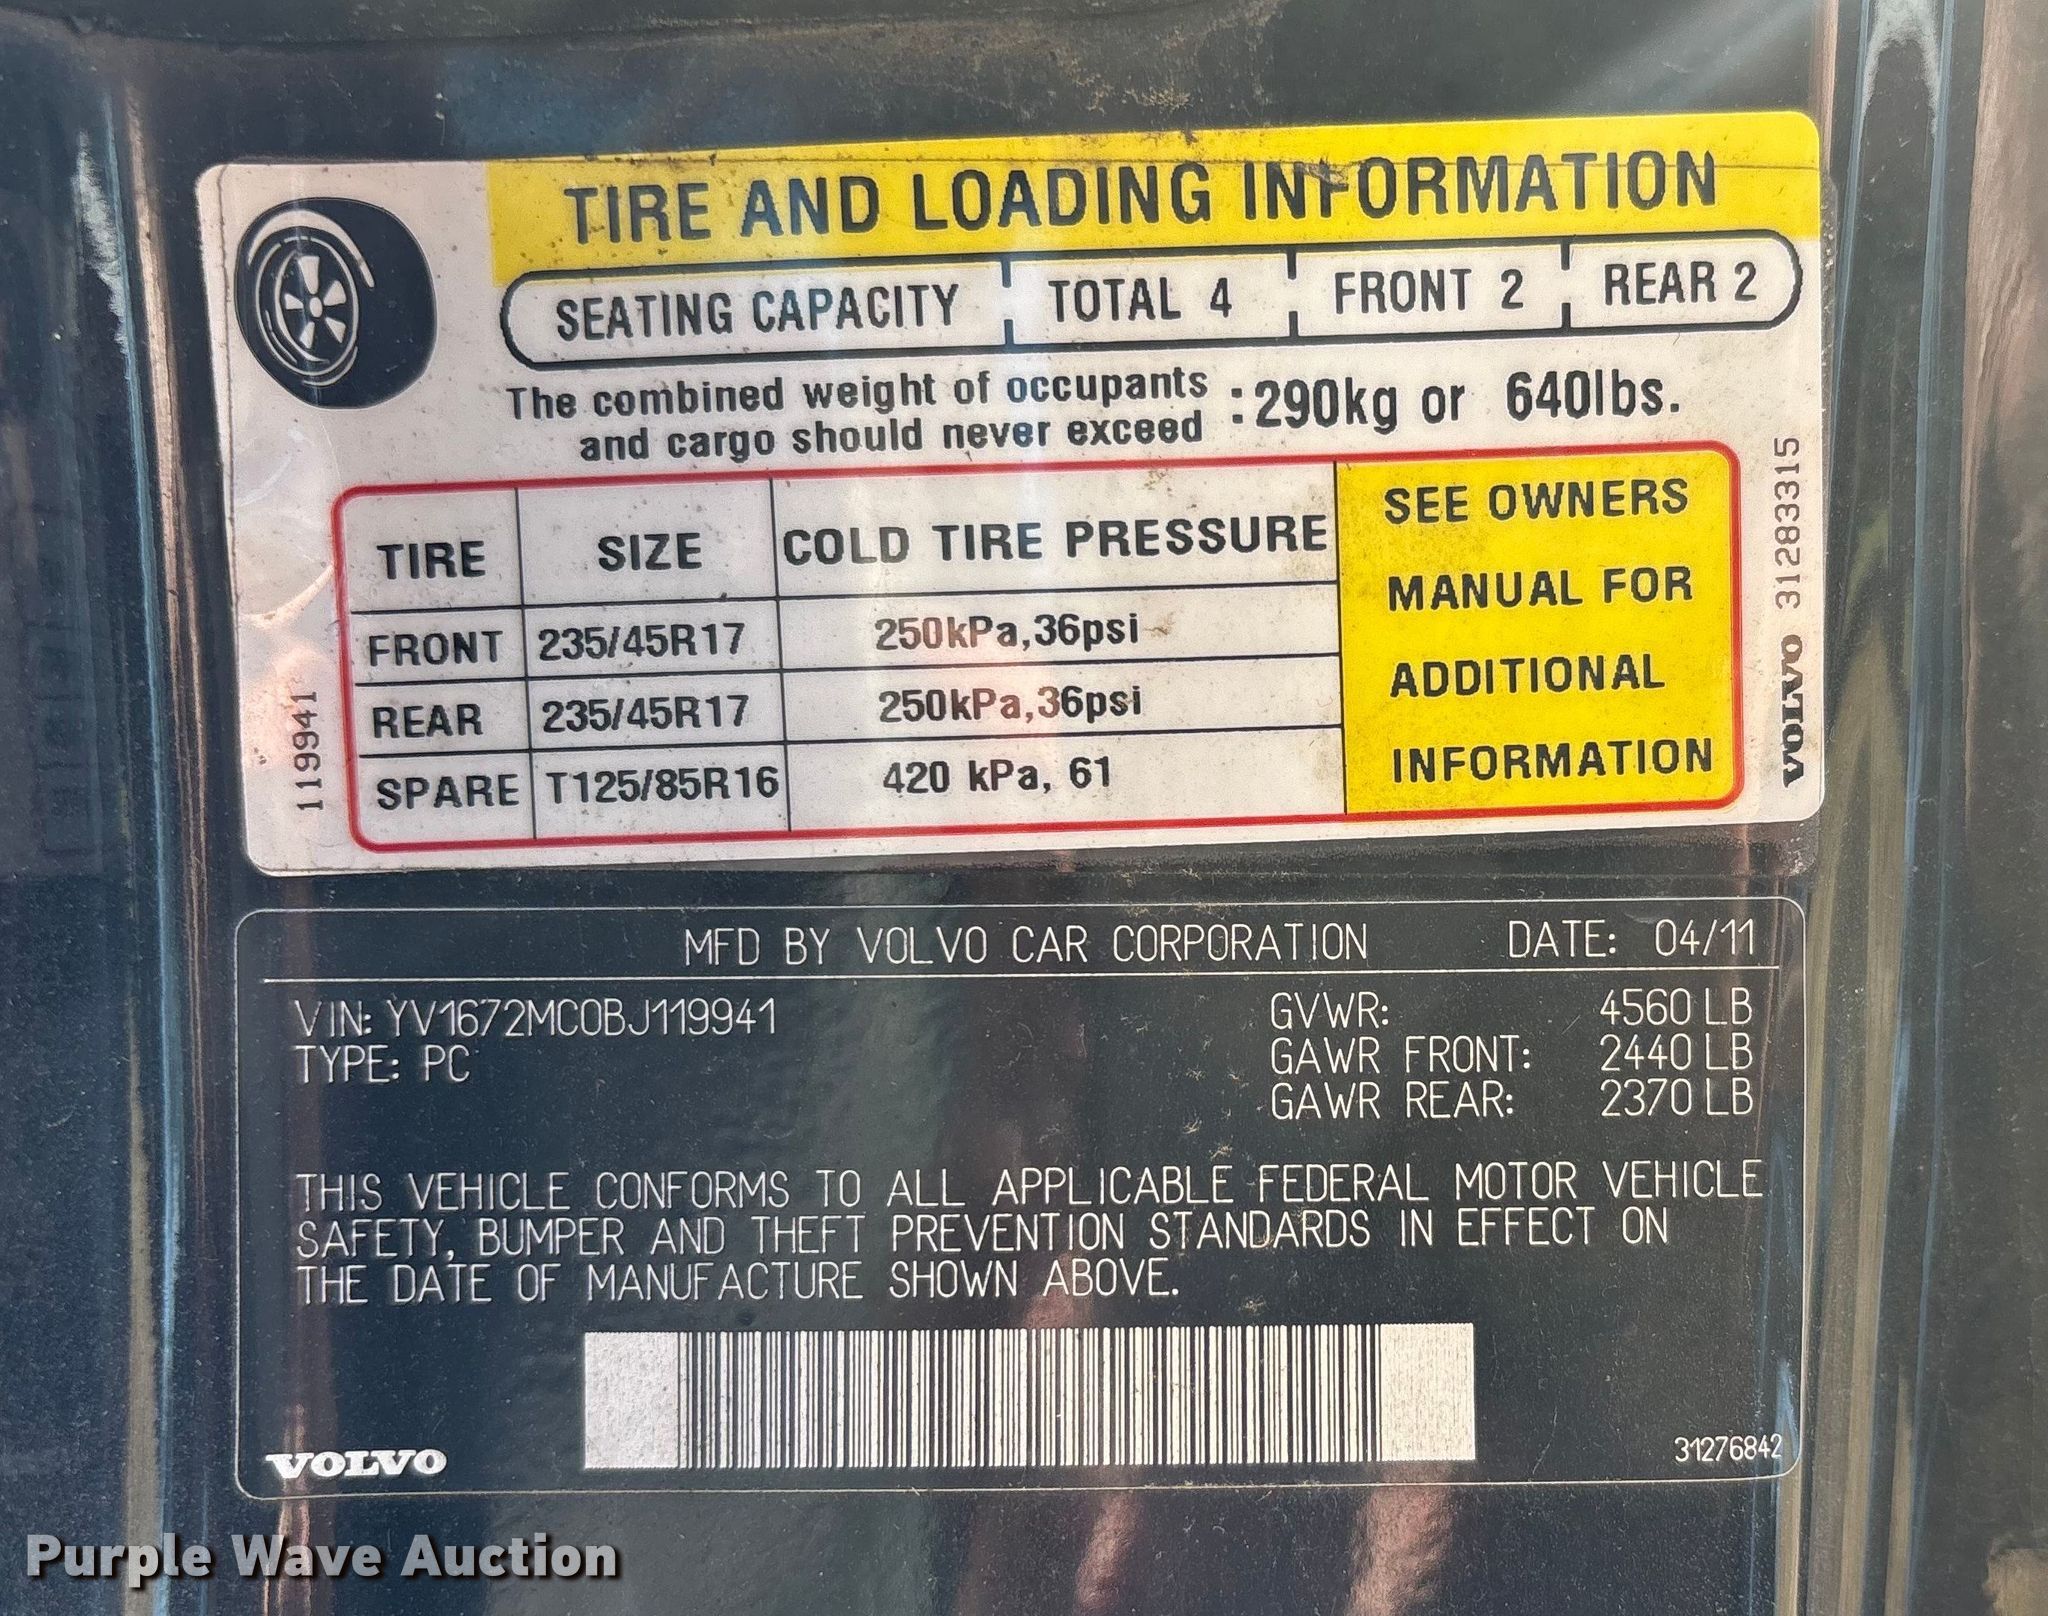 TIRE AND LOADING INFORMATION
SEATING CAPACITY TOTAL 4 FRONT 2 REAR 2
The combined weight of occupants
and cargo should never exceed :290kg or 640lbs.
TIRE SIZE COLD TIRE PRESSURE
FRONT 235/45R17 250kPa,36psi
REAR 235/45R17 250kPa,36psi
SPARE T125/85R16 420 kPa, 61
SEE OWNERS
MANUAL FOR
ADDITIONAL
INFORMATION
119941
VOLVO 31283315
MFD BY VOLVO CAR CORPORATION DATE: 04/11
VIN: YV1672MC0BJ119941
TYPE: PC
GVWR: 4560 LB
GAWR FRONT: 2440 LB
GAWR REAR: 2370 LB
THIS VEHICLE CONFORMS TO ALL APPLICABLE FEDERAL MOTOR VEHICLE
SAFETY, BUMPER AND THEFT PREVENTION STANDARDS IN EFFECT ON
THE DATE OF MANUFACTURE SHOWN ABOVE.
VOLVO
31276842
Purple Wave Auction